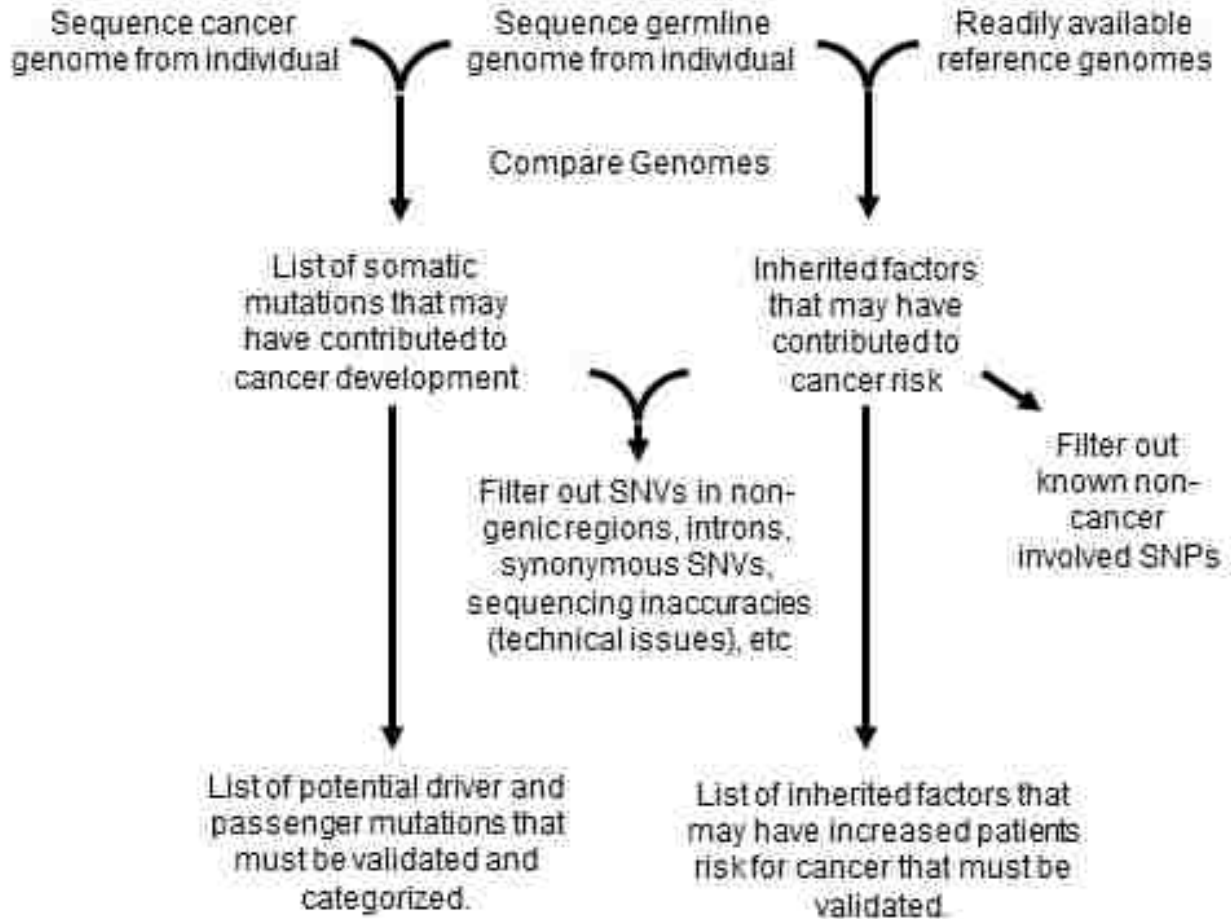 Sequence cancer
genome from individual
Sequence germline
genome from individual
Readily available
reference genomes
Compare Genomes
List of somatic
mutations that may
have contributed to
cancer development
Inherited factors
that may have
contributed to
cancer risk
Filter out
known non-
cancer
involved SNPs
Filter out SNVs in non-
genic regions, introns,
synonymous SNVs,
sequencing inaccuracies
(technical issues), etc
List of potential driver and
passenger mutations that
must be validated and
categorized.
List of inherited factors that
may have increased patients
risk for cancer that must be
validated.